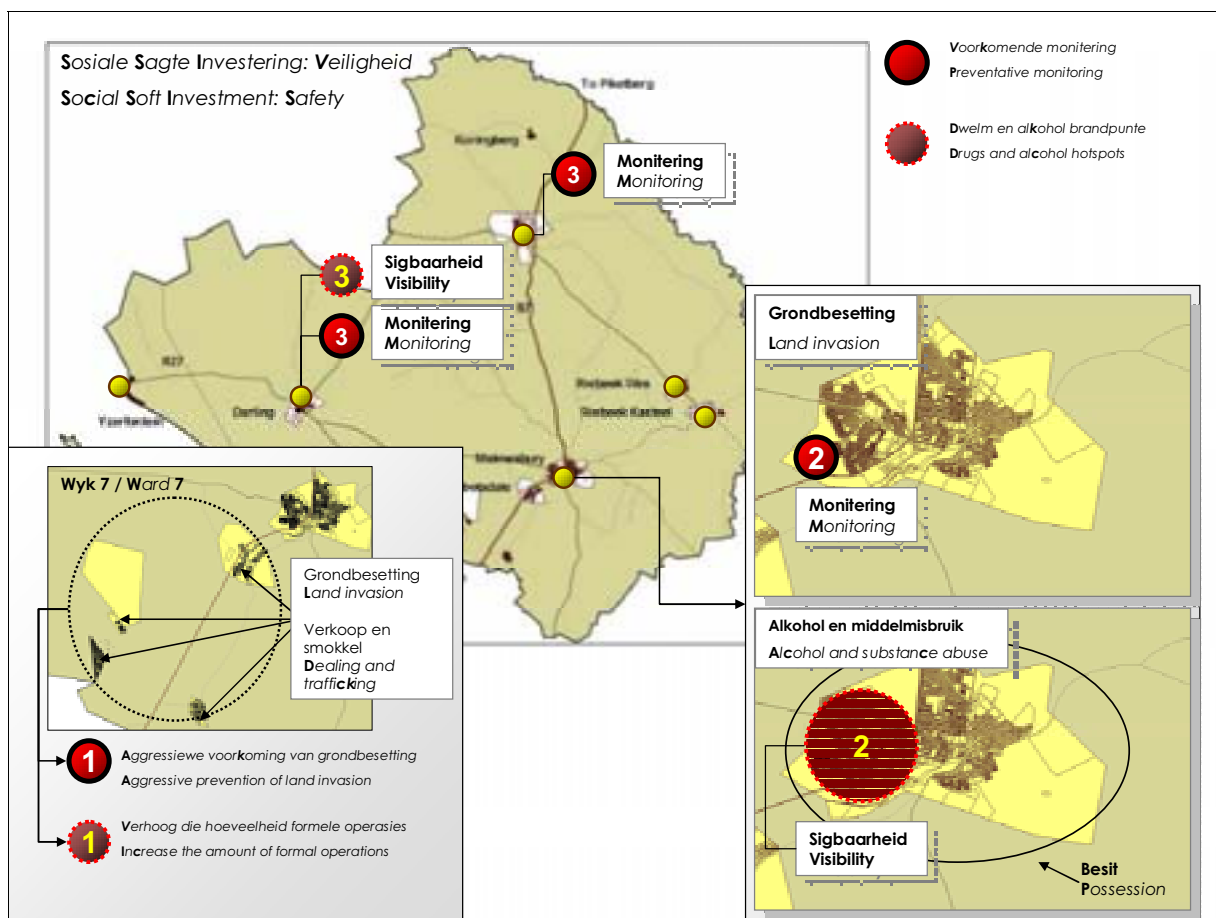 Sosiale Sagte Investering: Veiligheid
Social Soft Investment: Safety
Voorkomende monitering
Preventative monitoring
Dwelm en alkohol brandpunte
Drugs and alcohol hotspots
To Piketberg
Koringberg
3
Monitering
Monitoring
3
Sigbaarheid
Visibility
3
Monitering
Monitoring
R27
Darling
Yzerfontein
Riebeek Wes
Riebeek Kasteel
Malmesbury
Wyk 7 / Ward 7
Grondbesetting
Land invasion
Verkoop en
smokkel
Dealing and
trafficking
1
Aggressiewe voorkoming van grondbesetting
Aggressive prevention of land invasion
1
Verhoog die hoeveelheid formele operasies
Increase the amount of formal operations
Grondbesetting
Land invasion
2
Monitering
Monitoring
Alkohol en middelmisbruik
Alcohol and substance abuse
2
Sigbaarheid
Visibility
Besit
Possession